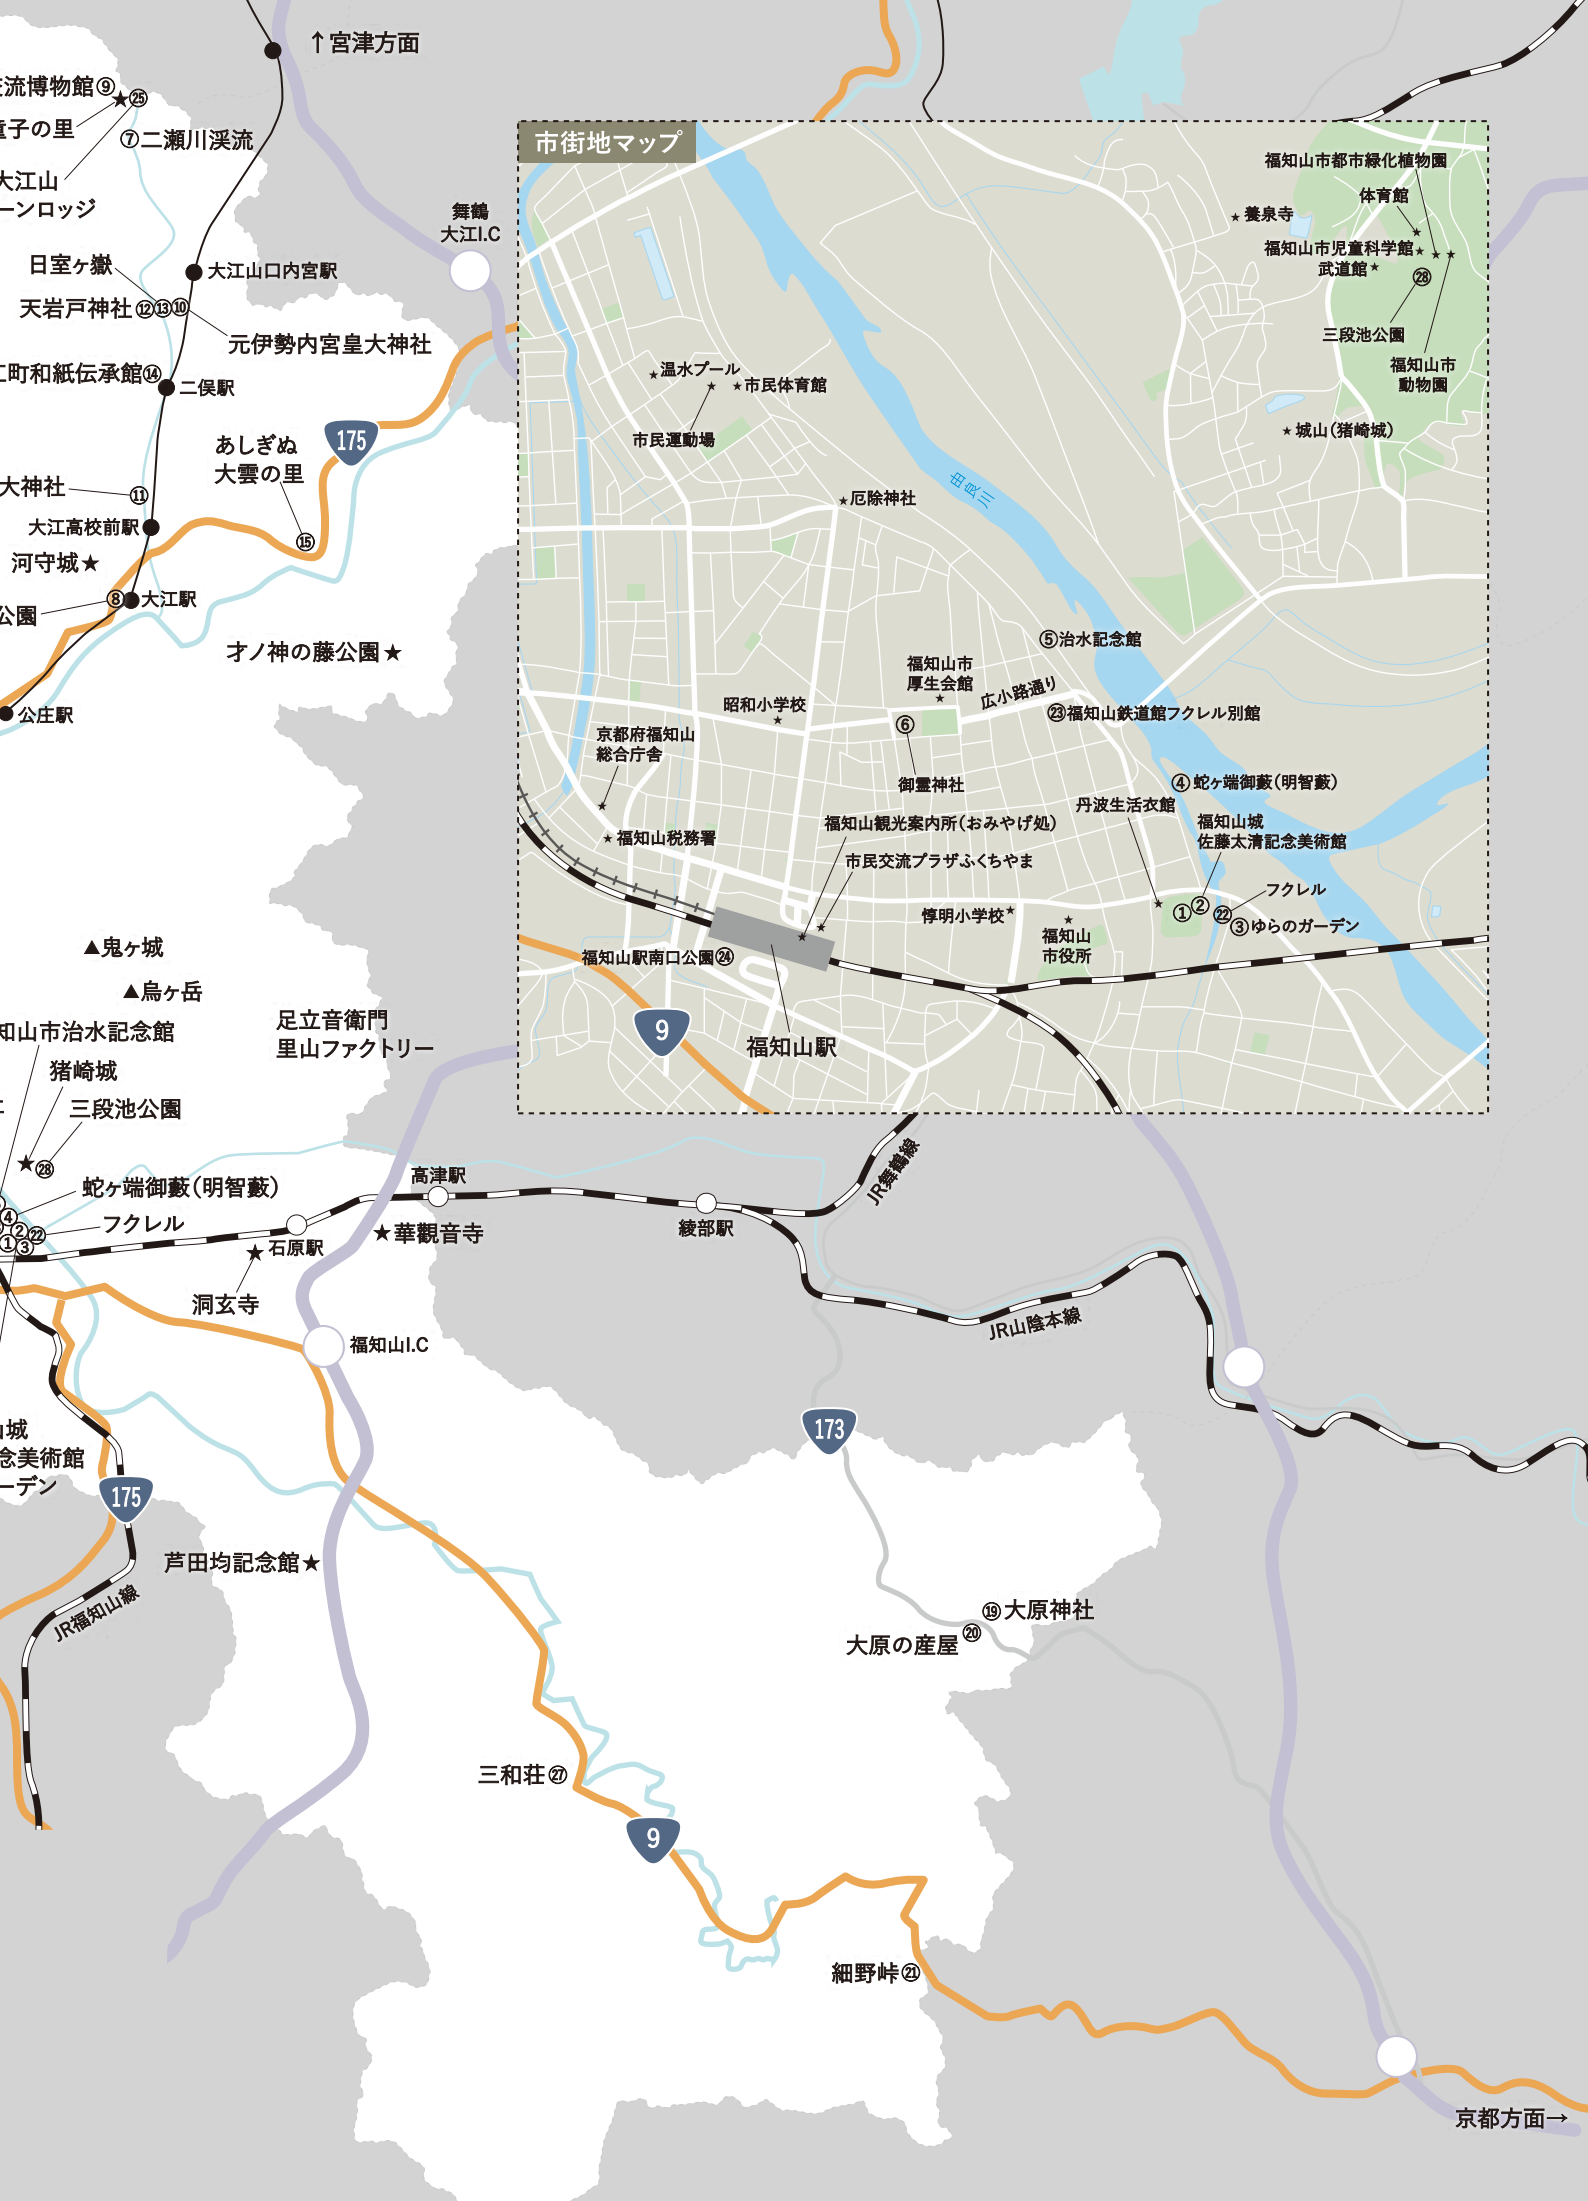 ↑宮津方面
流博物館⑨
★㉕
童子の里
⑦二瀬川渓流
大江山
ーンロッジ
舞鶴
大江I.C
日室ヶ嶽
大江山口内宮駅
天岩戸神社⑫⑬⑩
元伊勢内宮皇大神社
町和紙伝承館⑭
二俣駅
あしぎぬ
大雲の里
175
大神社
⑪
大江高校前駅
⑮
河守城★
公園
⑧
大江駅
才ノ神の藤公園★
公庄駅
市街地マップ
福知山市都市緑化植物園
体育館
★養泉寺
福知山市児童科学館★
武道館★
㉘
三段池公園
福知山市
動物園
★温水プール
★市民体育館
市民運動場
★城山(猪崎城)
由良川
★厄除神社
⑤治水記念館
福知山市
厚生会館
広小路通り
昭和小学校
⑥
㉓福知山鉄道館フクレル別館
京都府福知山
総合庁舎
御霊神社
④蛇ヶ端御藪(明智藪)
丹波生活衣館
福知山観光案内所(おみやげ処)
福知山城
佐藤太清記念美術館
★福知山税務署
市民交流プラザふくちやま
フクレル
惇明小学校★
①②
㉒
③ゆらのガーデン
福知山
市役所
福知山駅南口公園㉔
9
福知山駅
▲鬼ヶ城
▲烏ヶ岳
足立音衛門
里山ファクトリー
知山市治水記念館
猪崎城
三段池公園
★㉘
蛇ヶ端御藪(明智藪)
④
フクレル
②㉒
①③
高津駅
JR舞鶴線
綾部駅
★華觀音寺
★石原駅
洞玄寺
福知山I.C
JR山陰本線
173
山城
念美術館
ーデン
175
芦田均記念館★
JR福知山線
⑲大原神社
大原の産屋⑳
三和荘㉗
9
細野峠㉑
京都方面→